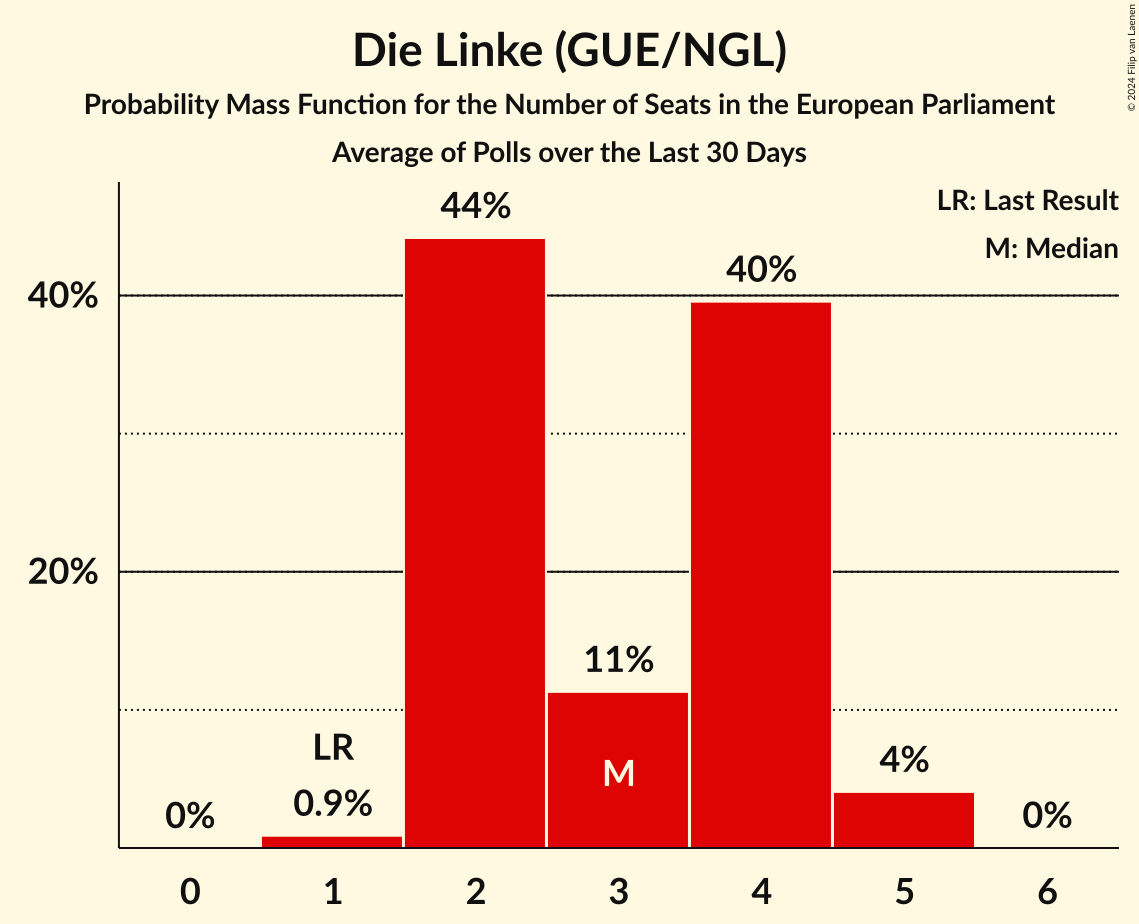 Die Linke (GUE/NGL)
Probability Mass Function for the Number of Seats in the European Parliament
Average of Polls over the Last 30 Days
© 2024 Filip van Laenen
LR: Last Result
M: Median
44%
40%
40%
20%
11%
LR
0.9%
M
4%
0%
0%
0 1 2 3 4 5 6